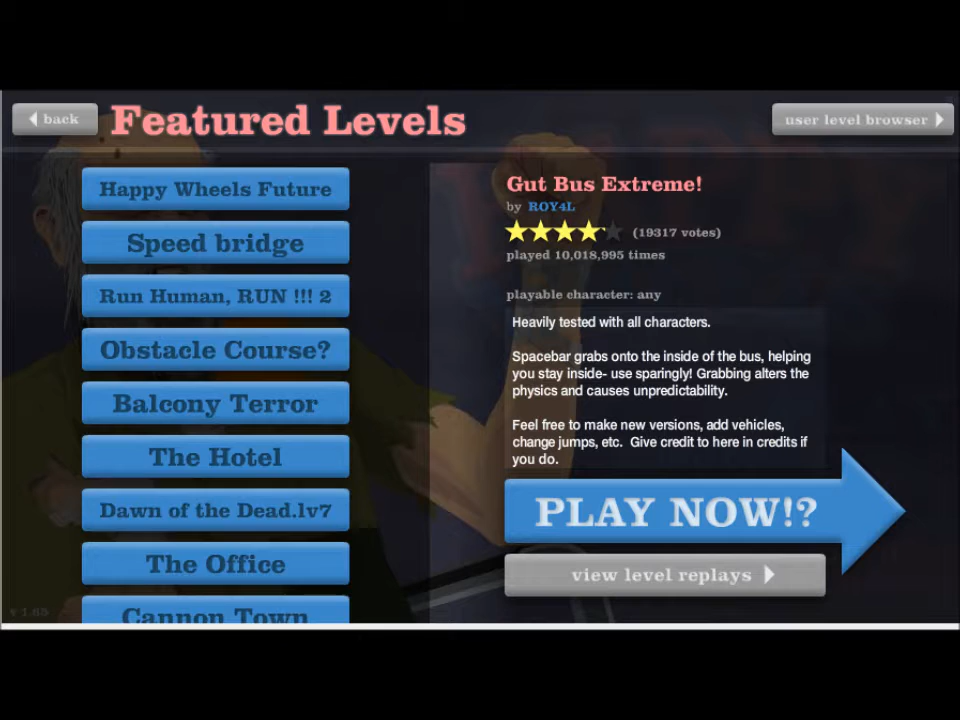 back
Featured Levels
user level browser
Happy Wheels Future
Speed bridge
Run Human, RUN !!! 2
Obstacle Course?
Balcony Terror
The Hotel
Dawn of the Dead.lv7
The Office
Cannon Town
v 1.63
Gut Bus Extreme!
by ROY4L
(19317 votes)
played 10,018,995 times
playable character: any
Heavily tested with all characters.
Spacebar grabs onto the inside of the bus, helping
you stay inside- use sparingly! Grabbing alters the
physics and causes unpredictability.
Feel free to make new versions, add vehicles,
change jumps, etc.  Give credit to here in credits if
you do.
PLAY NOW!?
view level replays